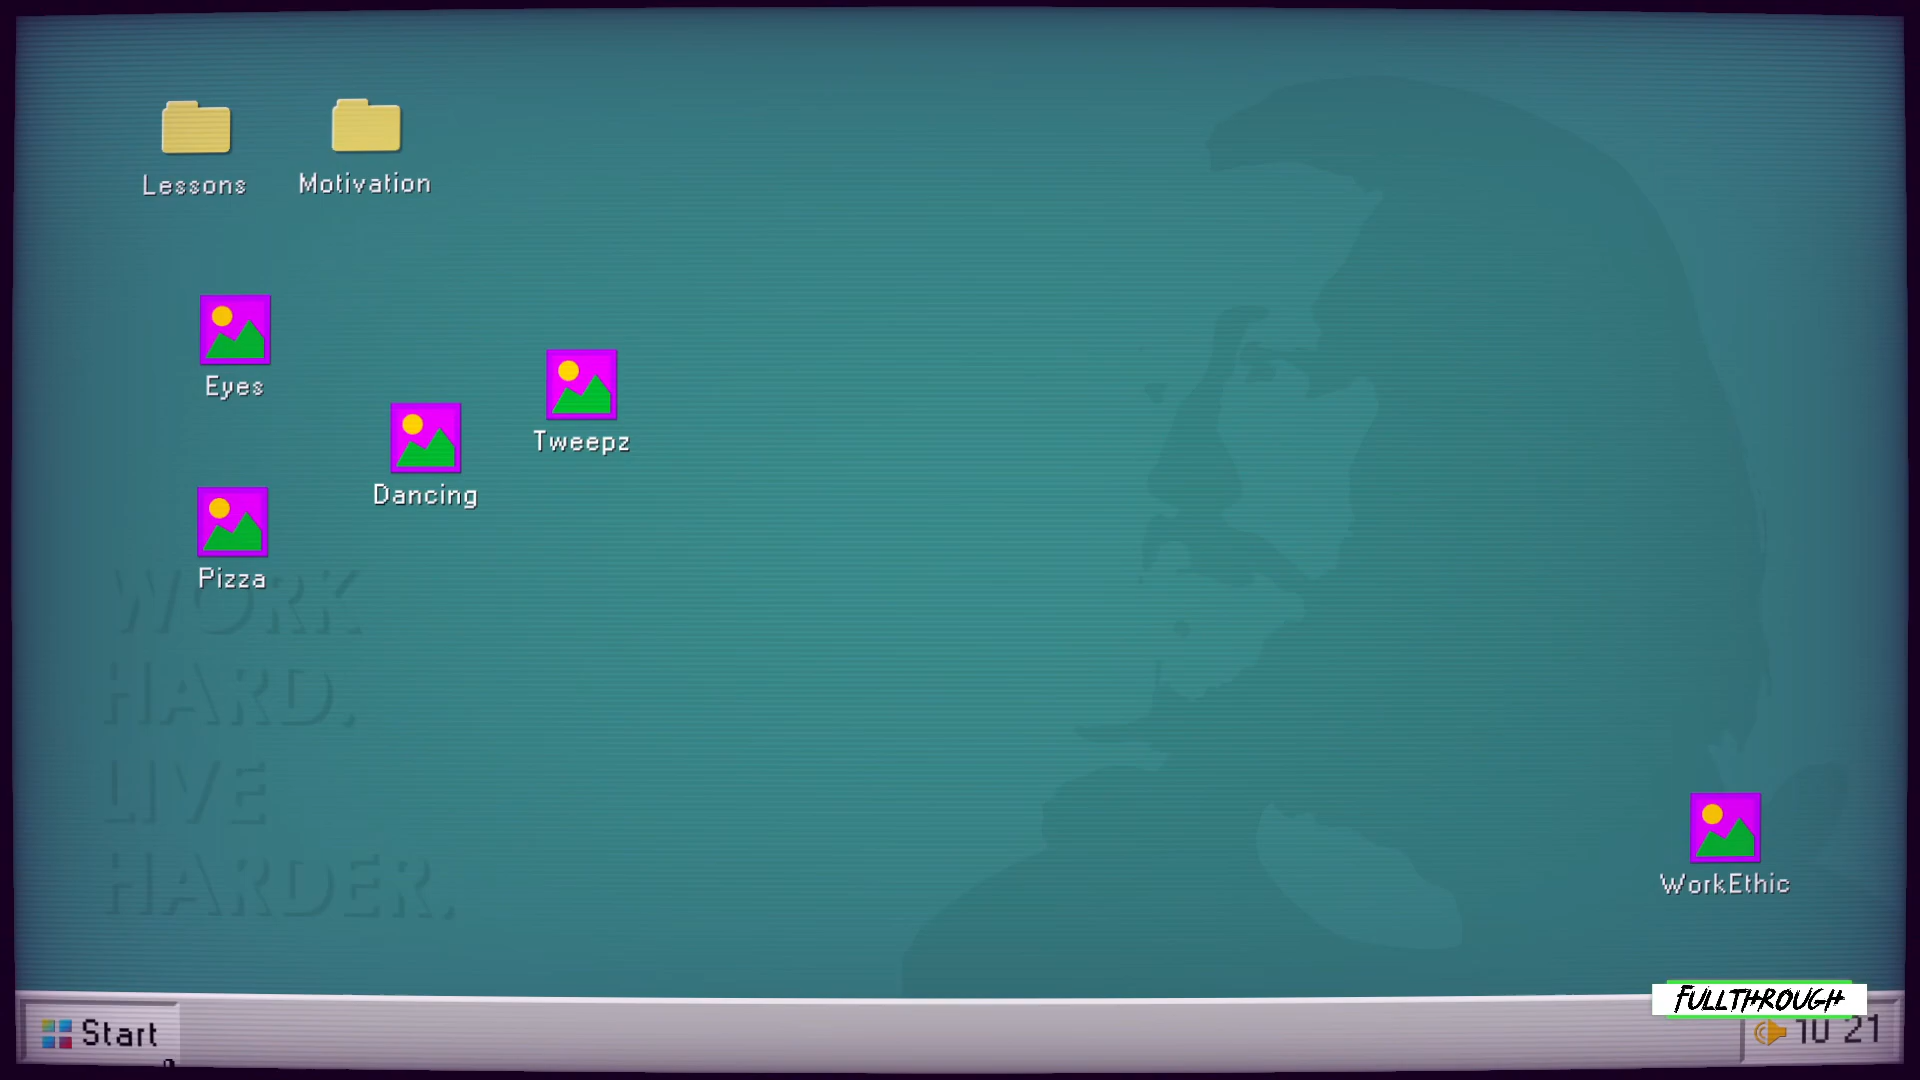 Lessons
Motivation
Eyes
Tweepz
Dancing
Pizza
WORK
HARD.
LIVE
HARDER.
WorkEthic
FULLTHROUGH
Start
10 21